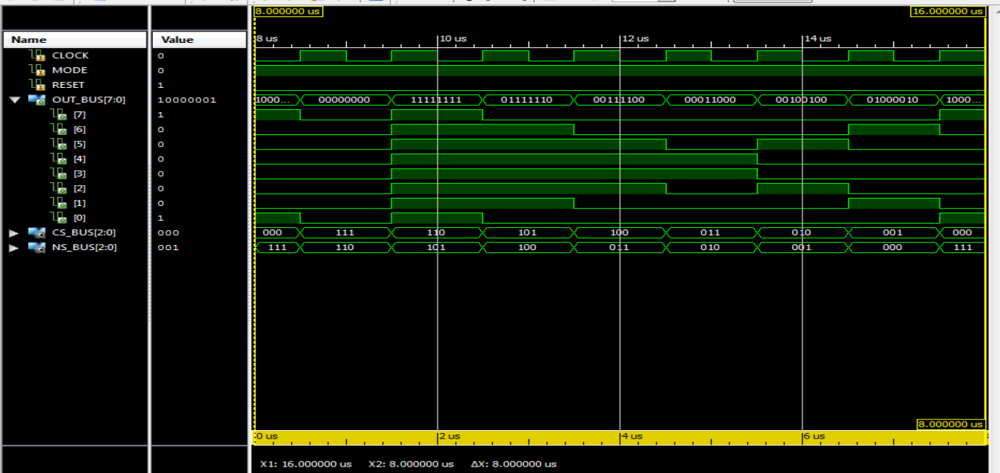 8.000000 us 16.000000 us
Name Value 8 us 10 us 12 us 14 us
CLOCK 0
MODE 0
RESET 1
OUT_BUS[7:0] 10000001 1000... 00000000 11111111 01111110 00111100 00011000 00100100 01000010 1000...
[7] 1
[6] 0
[5] 0
[4] 0
[3] 0
[2] 0
[1] 0
[0] 1
CS_BUS[2:0] 000 000 111 110 101 100 011 010 001 000
NS_BUS[2:0] 001 111 110 101 100 011 010 001 000 111
8.000000 us
0 us 2 us 4 us 6 us
X1: 16.000000 us X2: 8.000000 us ΔX: 8.000000 us